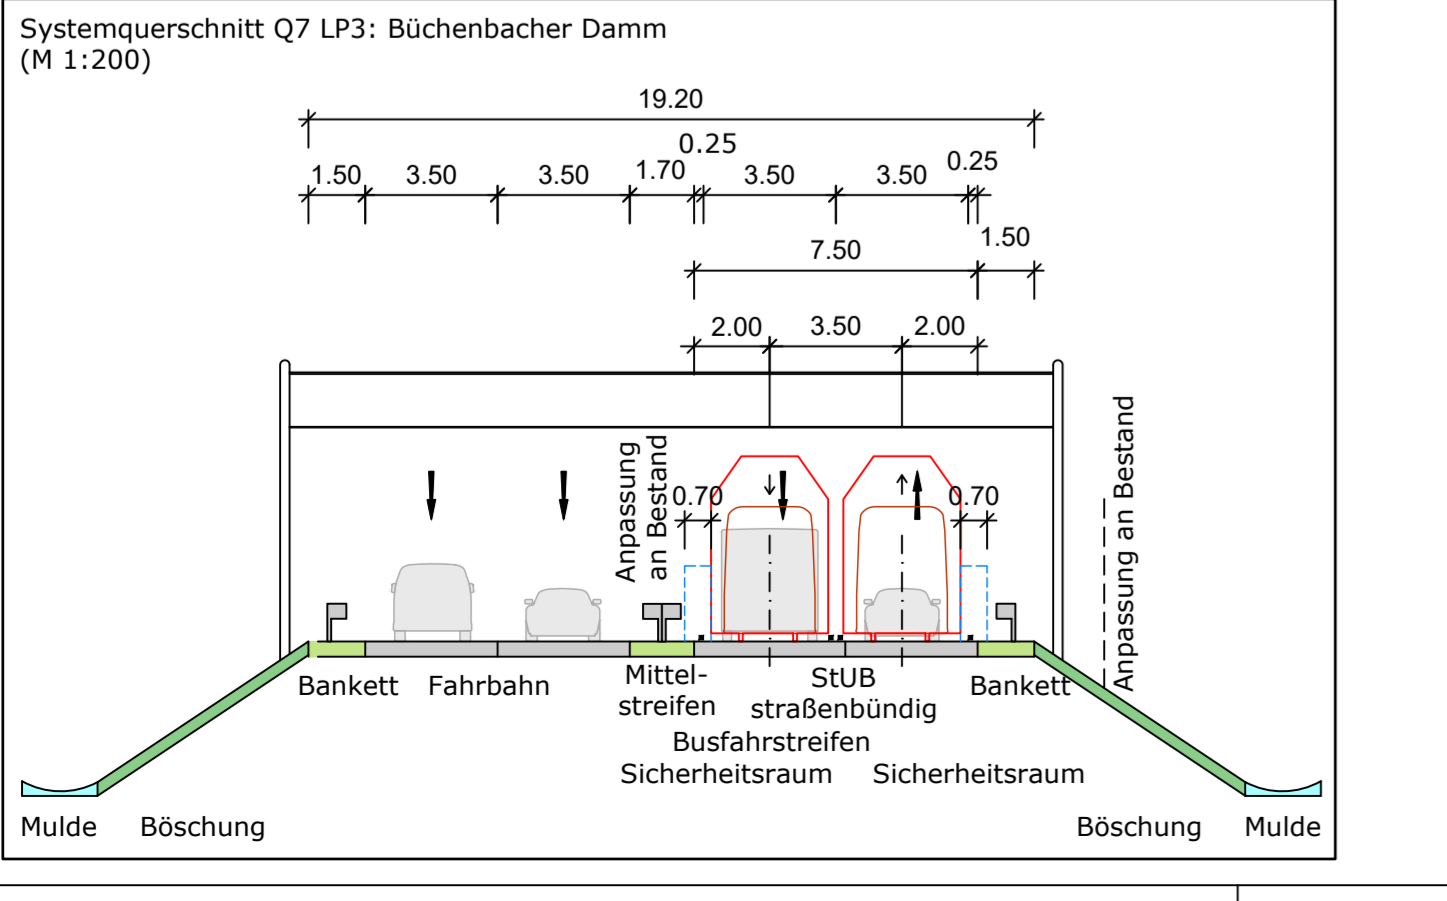 Systemquerschnitt Q7 LP3: Büchenbacher Damm
(M 1:200)
19.20
0.25
1.50 3.50 3.50 1.70 3.50 3.50 0.25
7.50 1.50
2.00 3.50 2.00
Anpassung
an Bestand
0.70 0.70
Anpassung an Bestand
Bankett Fahrbahn Mittel-
streifen
StUB
straßenbündig
Bankett
Busfahrstreifen
Sicherheitsraum Sicherheitsraum
Mulde Böschung Böschung Mulde